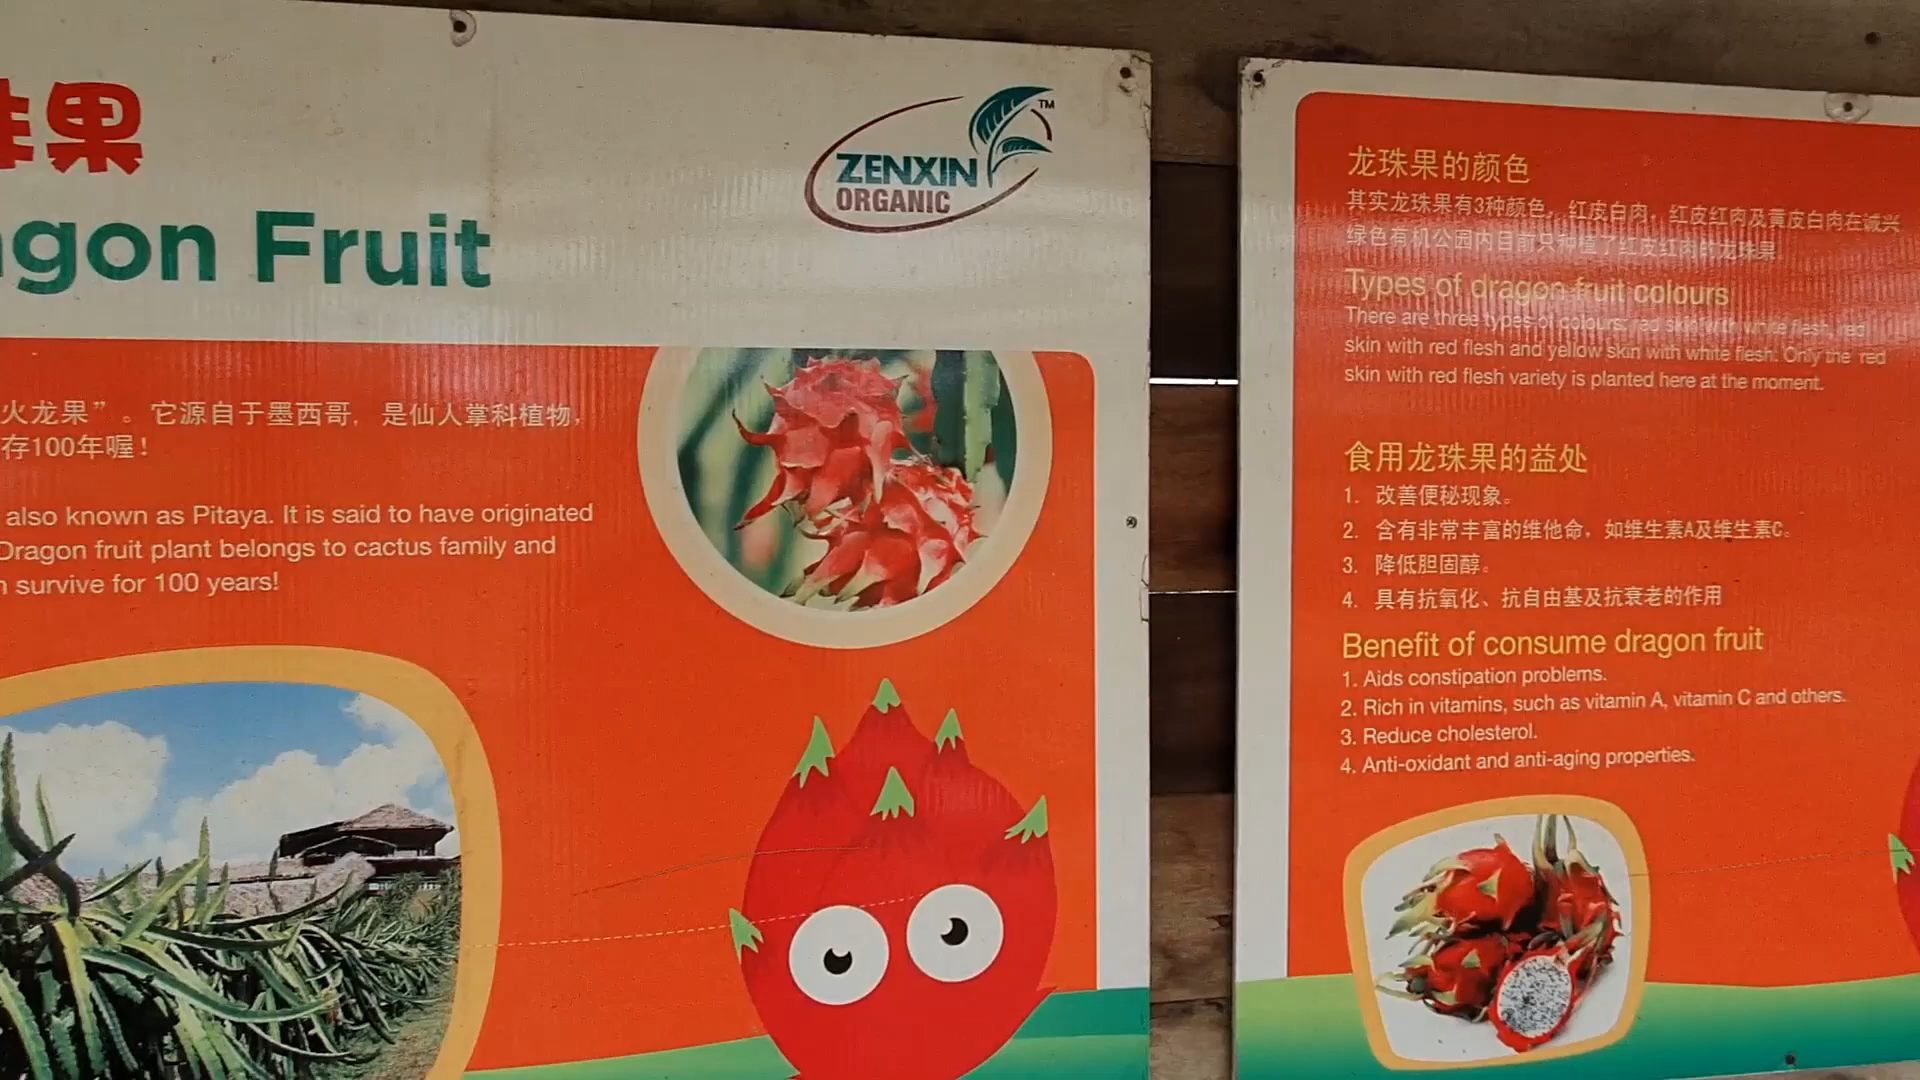 果
gon Fruit
ZENXIN
ORGANIC
TM
火龙果”。它源自于墨西哥，是仙人掌科植物，
存100年喔！
also known as Pitaya. It is said to have originated
Dragon fruit plant belongs to cactus family and
survive for 100 years!
龙珠果的颜色
其实龙珠果有3种颜色，红皮白肉，红皮红肉及黄皮白肉在诚兴
绿色有机公园内目前只种植了红皮红肉的龙珠果
Types of dragon fruit colours
There are three types of colours: red skin with white flesh, red
skin with red flesh and yellow skin with white flesh. Only the red
skin with red flesh variety is planted here at the moment.
食用龙珠果的益处
1. 改善便秘现象。
2. 含有非常丰富的维他命，如维生素A及维生素C。
3. 降低胆固醇。
4. 具有抗氧化、抗自由基及抗衰老的作用
Benefit of consume dragon fruit
1. Aids constipation problems.
2. Rich in vitamins, such as vitamin A, vitamin C and others.
3. Reduce cholesterol.
4. Anti-oxidant and anti-aging properties.